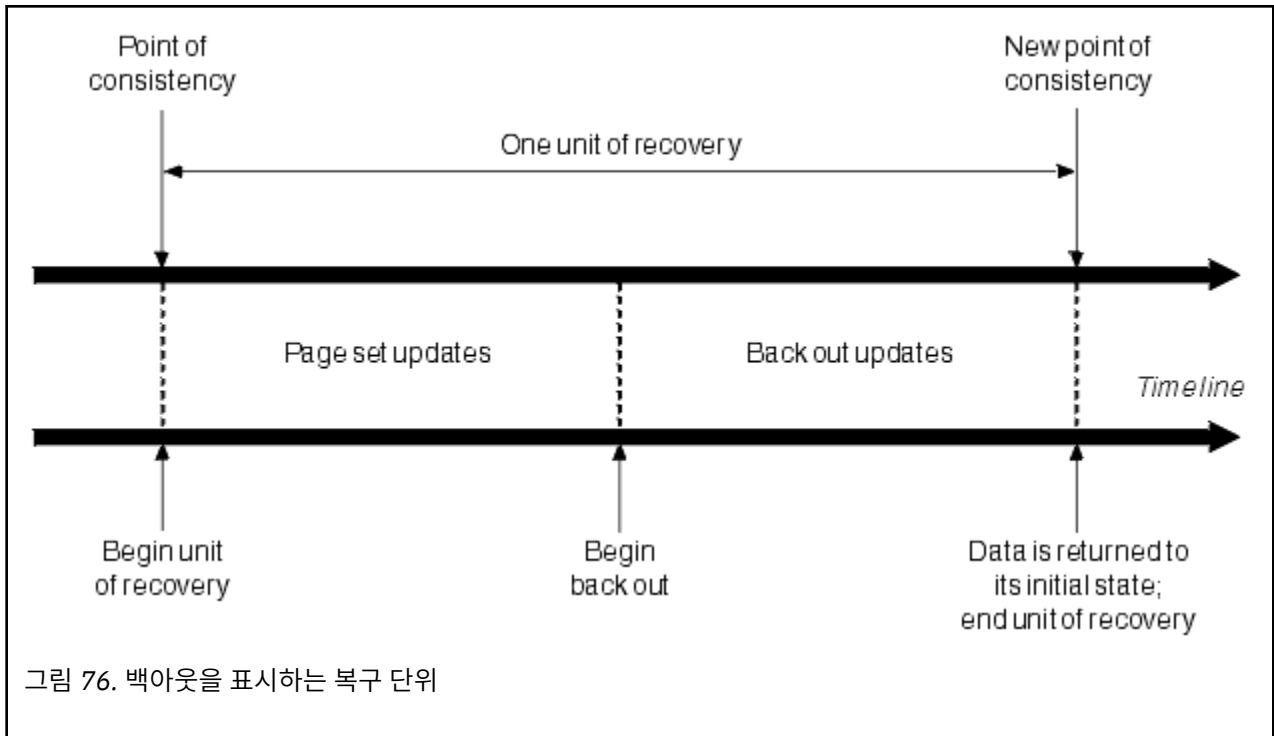 Point of
consistency
New point of
consistency
One unit of recovery
Page set updates
Back out updates
Timeline
Begin unit
of recovery
Begin
back out
Data is returned to
its initial state;
end unit of recovery
그림 76. 백아웃을 표시하는 복구 단위